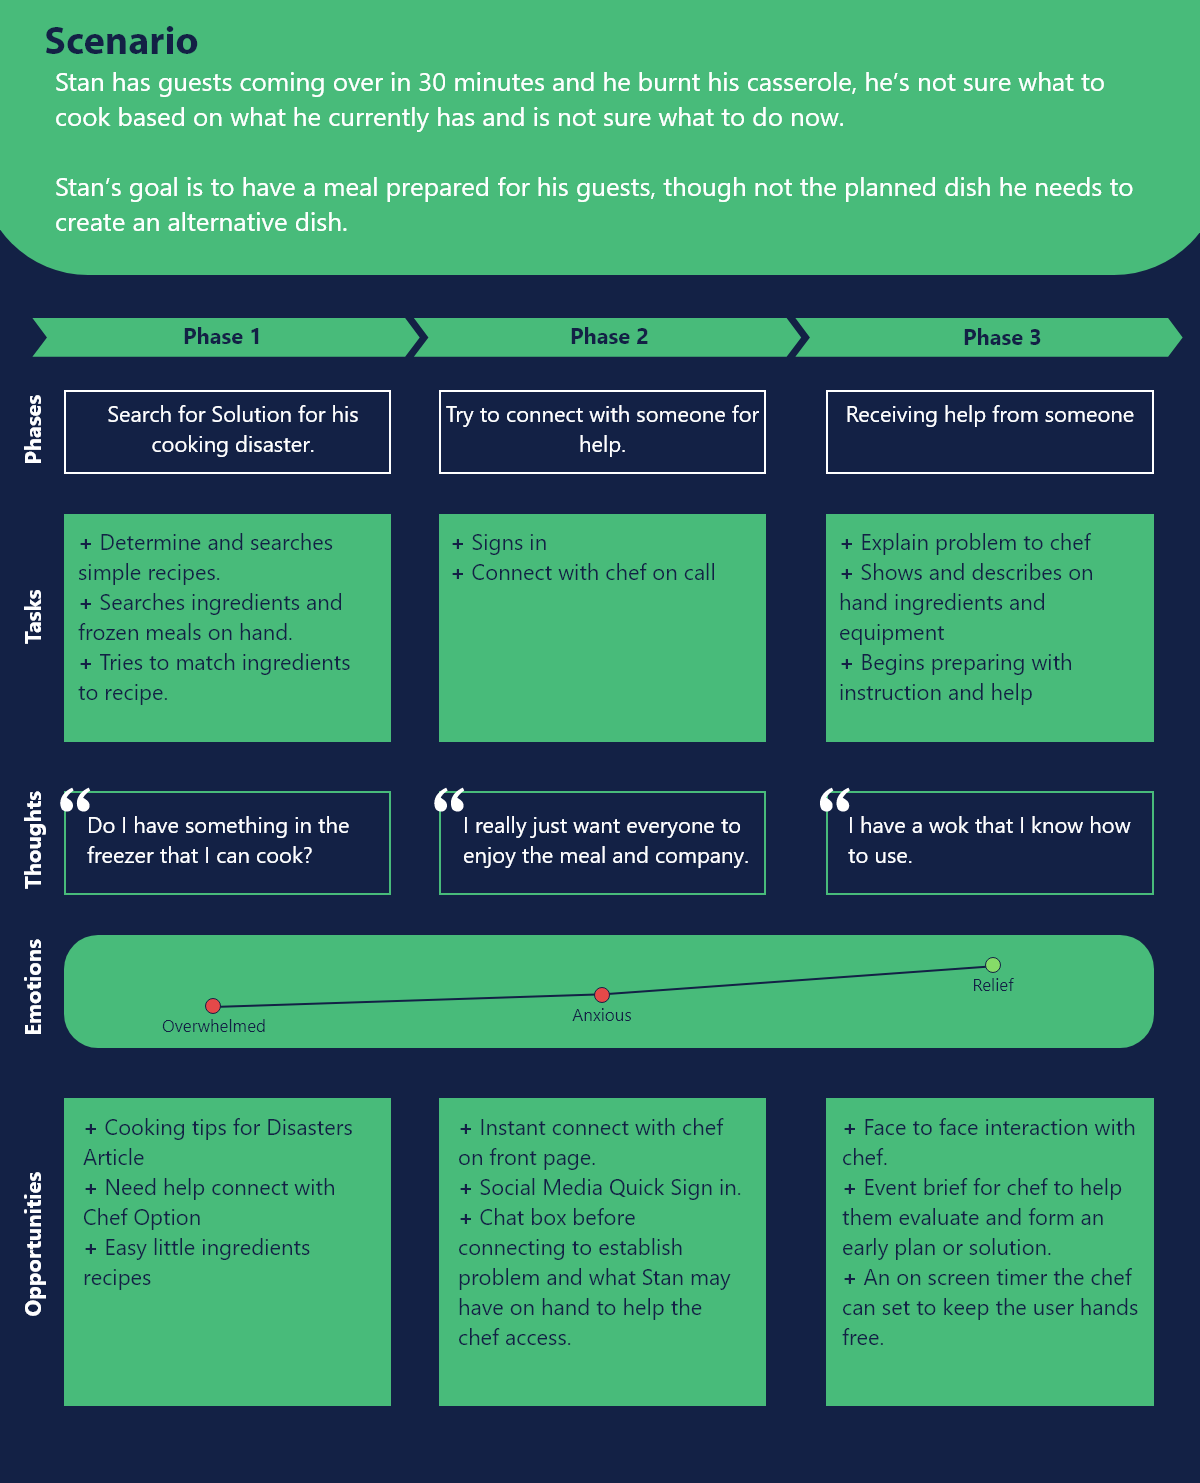 Scenario
Stan has guests coming over in 30 minutes and he burnt his casserole, he’s not sure what to
cook based on what he currently has and is not sure what to do now.
Stan’s goal is to have a meal prepared for his guests, though not the planned dish he needs to
create an alternative dish.
Phase 1
Phase 2
Phase 3
Phases
Search for Solution for his
cooking disaster.
Try to connect with someone for
help.
Receiving help from someone
Tasks
+ Determine and searches
simple recipes.
+ Searches ingredients and
frozen meals on hand.
+ Tries to match ingredients
to recipe.
+ Signs in
+ Connect with chef on call
+ Explain problem to chef
+ Shows and describes on
hand ingredients and
equipment
+ Begins preparing with
instruction and help
Thoughts
“
Do I have something in the
freezer that I can cook?
“
I really just want everyone to
enjoy the meal and company.
“
I have a wok that I know how
to use.
Emotions
Overwhelmed
Anxious
Relief
Opportunities
+ Cooking tips for Disasters
Article
+ Need help connect with
Chef Option
+ Easy little ingredients
recipes
+ Instant connect with chef
on front page.
+ Social Media Quick Sign in.
+ Chat box before
connecting to establish
problem and what Stan may
have on hand to help the
chef access.
+ Face to face interaction with
chef.
+ Event brief for chef to help
them evaluate and form an
early plan or solution.
+ An on screen timer the chef
can set to keep the user hands
free.